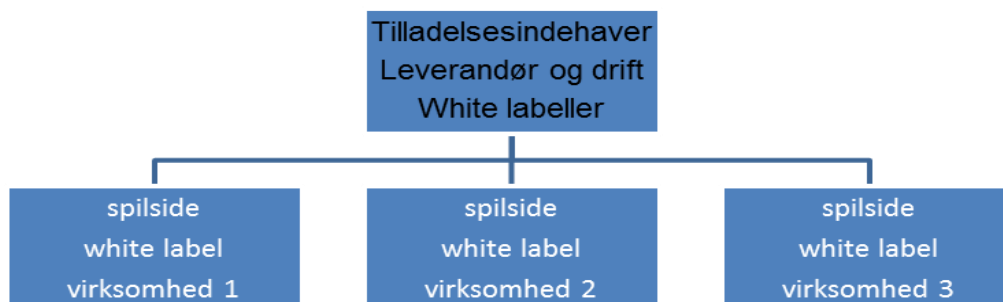 Tilladelsesindehaver
Leverandør og drift
White labeller
spilside
white label
virksomhed 1
spilside
white label
virksomhed 2
spilside
white label
virksomhed 3